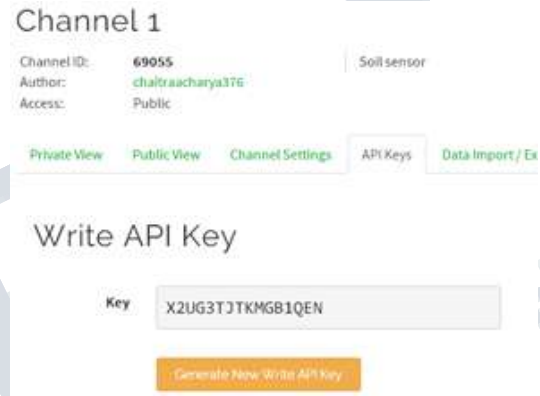 Channel 1
Channel ID: 69055 Soil sensor
Author: chaitraacharya376
Access: Public
Private View Public View Channel Settings API Keys Data Import / Ex
Write API Key
Key X2UG3TJTKMGB1QEN
Generate New Write API Key